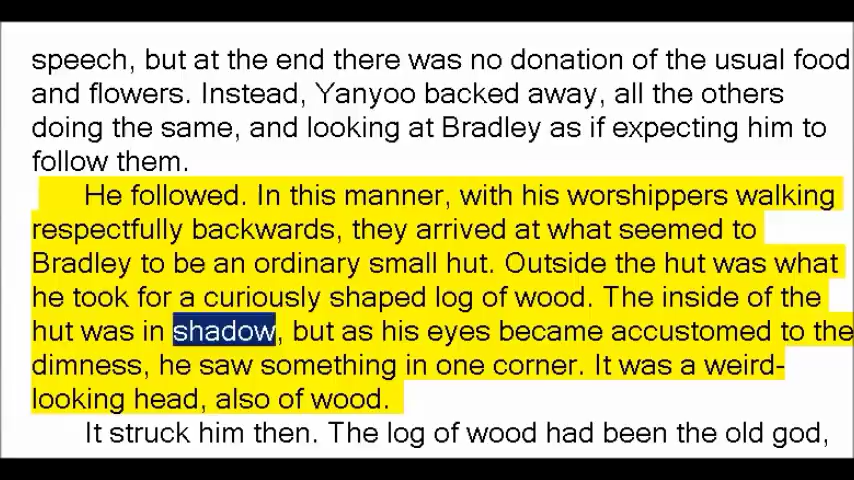 speech, but at the end there was no donation of the usual food
and flowers. Instead, Yanyoo backed away, all the others
doing the same, and looking at Bradley as if expecting him to
follow them.
He followed. In this manner, with his worshippers walking
respectfully backwards, they arrived at what seemed to
Bradley to be an ordinary small hut. Outside the hut was what
he took for a curiously shaped log of wood. The inside of the
hut was in shadow, but as his eyes became accustomed to the
dimness, he saw something in one corner. It was a weird-
looking head, also of wood.
It struck him then. The log of wood had been the old god,